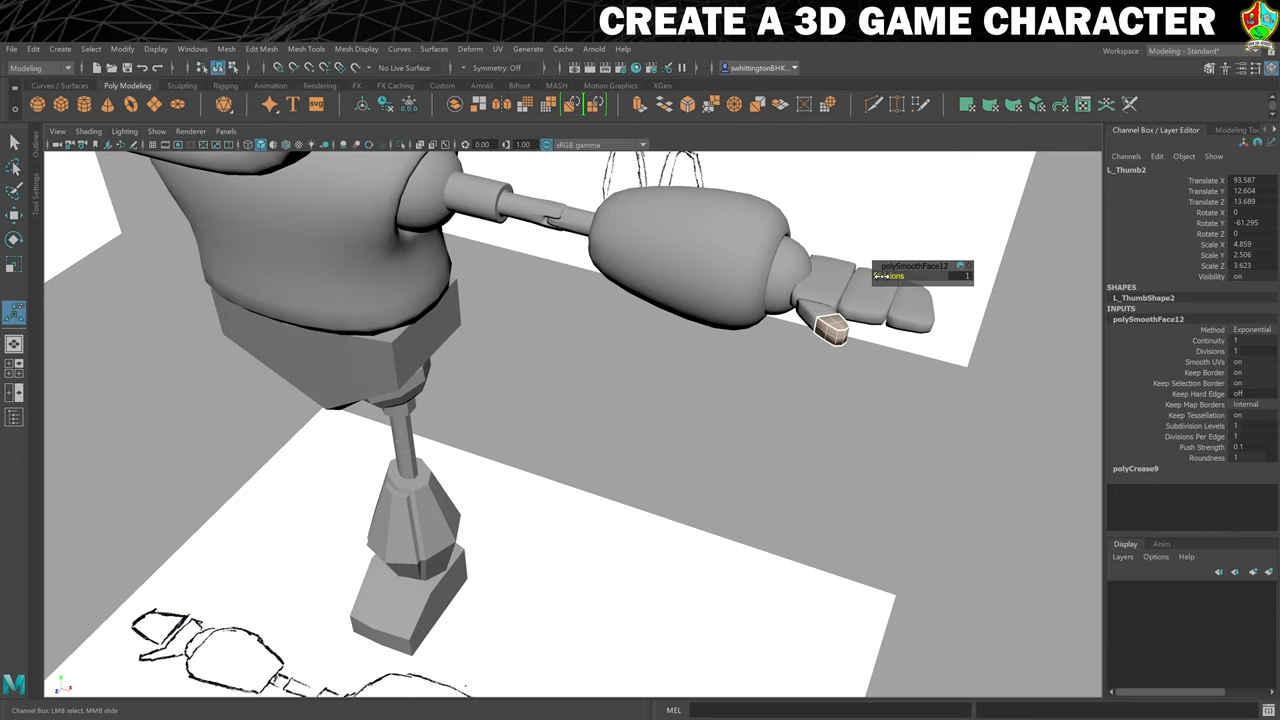 CREATE A 3D GAME CHARACTER
File Edit Create Select Modify Display Windows Mesh Edit Mesh Mesh Tools Mesh Display Curves Surfaces Deform UV Generate Cache Arnold Help
Workspace : Modeling - Standard*
Modeling No Live Surface Symmetry: Off swhittingtonBHK...
Curves / Surfaces Poly Modeling Sculpting Rigging Animation Rendering FX FX Caching Custom Arnold Bifrost MASH Motion Graphics XGen
View Shading Lighting Show Renderer Panels
0.00 1.00 sRGB gamma
Outliner
Tool Settings
polySmoothFace12
1
Channel Box / Layer Editor
Channels Edit Object Show
L_Thumb2
Translate X 93.587
Translate Y 12.604
Translate Z 13.689
Rotate X 0
Rotate Y -61.295
Rotate Z 0
Scale X 4.859
Scale Y 2.506
Scale Z 3.623
Visibility on
SHAPES
L_ThumbShape2
INPUTS
polySmoothFace12
Method Exponential
Continuity 1
Divisions 1
Smooth UVs on
Keep Border on
Keep Selection Border on
Keep Hard Edge off
Keep Map Borders Internal
Keep Tessellation on
Subdivision Levels 1
Divisions Per Edge 1
Push Strength 0.1
Roundness 1
polyCrease9
Display Anim
Layers Options Help
Channel Box: LMB select, MMB slide
MEL